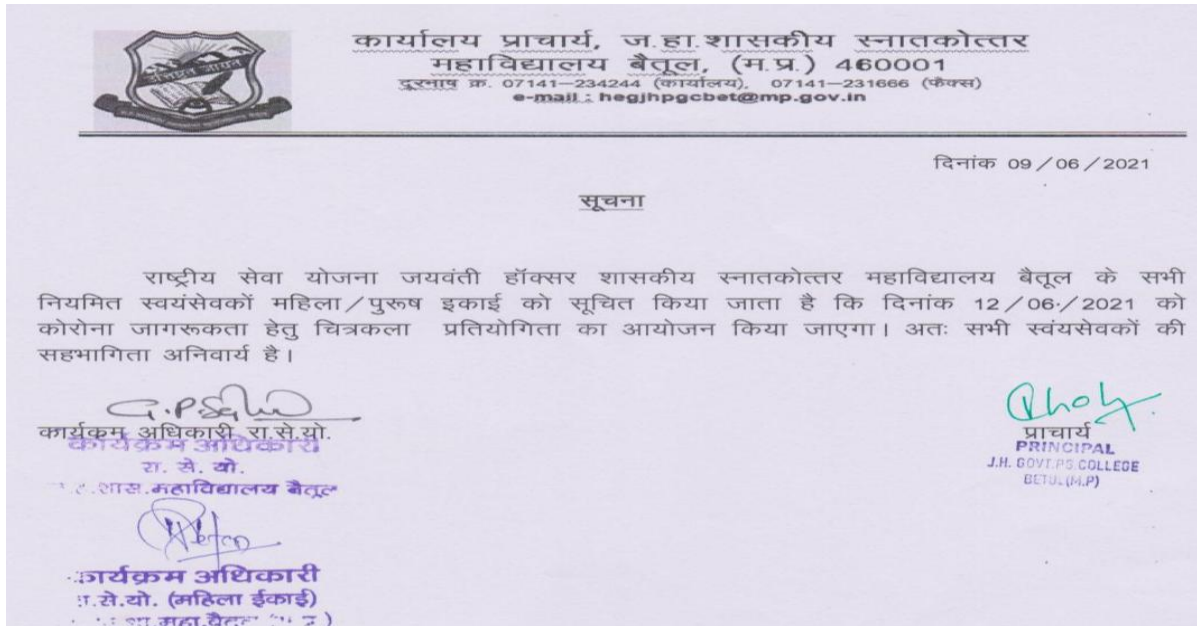 कार्यालय प्राचार्य, ज.हा.शासकीय स्नातकोत्तर
महाविद्यालय बैतूल, (म.प्र.) 460001
दूरभाष क्र. 07141–234244 (कार्यालय), 07141–231666 (फैक्स)
e-mail : hegjhpgcbet@mp.gov.in
दिनांक 09/06/2021
सूचना
राष्ट्रीय सेवा योजना जयवंती हॉक्सर शासकीय स्नातकोत्तर महाविद्यालय बैतूल के सभी
नियमित स्वयंसेवकों महिला/पुरूष इकाई को सूचित किया जाता है कि दिनांक 12/06/2021 को
कोरोना जागरूकता हेतु चित्रकला प्रतियोगिता का आयोजन किया जाएगा। अतः सभी स्वंयसेवकों की
सहभागिता अनिवार्य है।
कार्यक्रम अधिकारी रा.से.यो.
कार्यक्रम अधिकारी
रा. से. यो.
शास.महाविद्यालय बैतूल
कार्यक्रम अधिकारी
रा.से.यो. (महिला ईकाई)
प्राचार्य
PRINCIPAL
J.H. GOVT.PG.COLLEGE
BETUL(M.P)